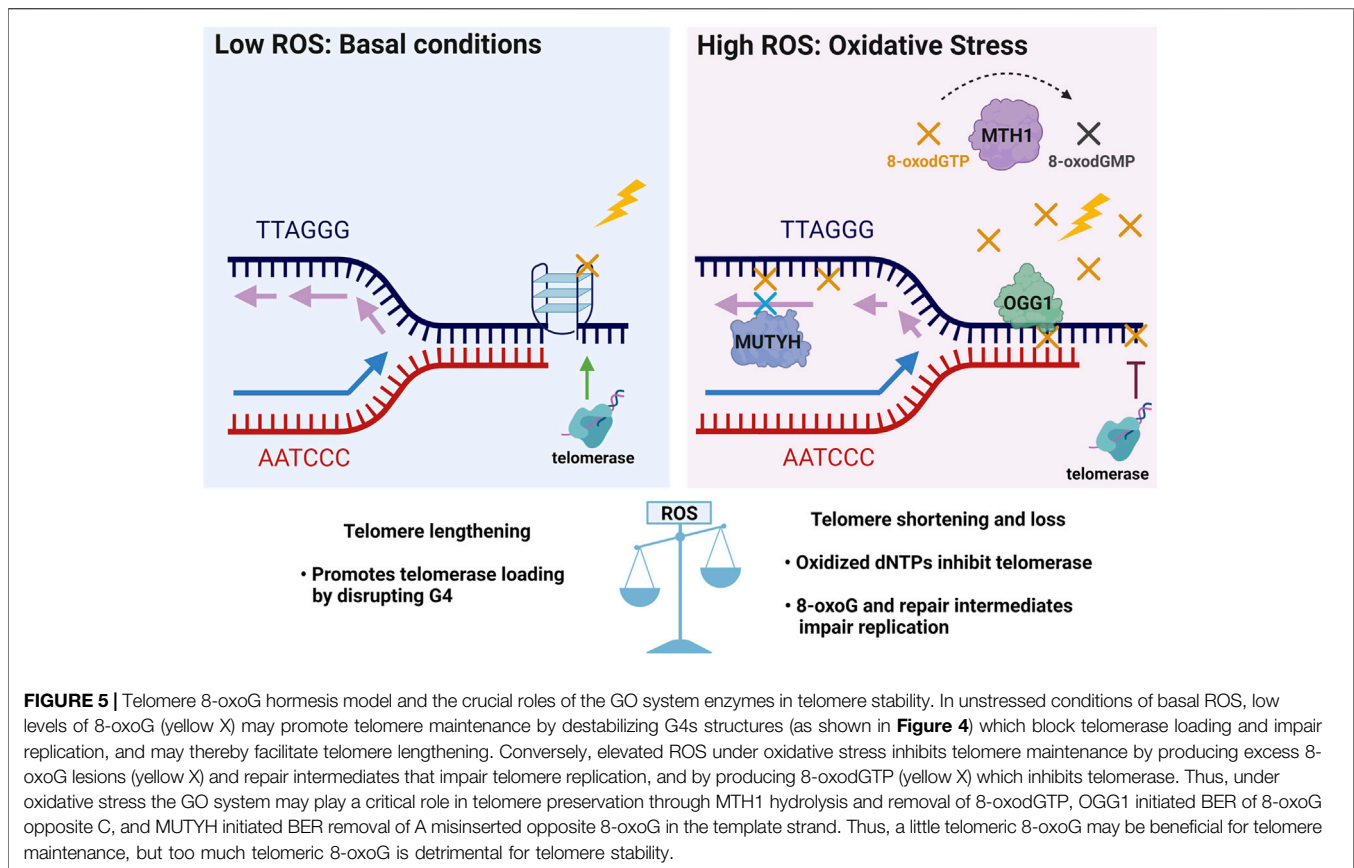 Low ROS: Basal conditions
TTAGGG
AATCCC
telomerase
High ROS: Oxidative Stress
MTH1
8-oxodGTP
8-oxodGMP
TTAGGG
OGG1
MUTYH
AATCCC
telomerase
ROS
Telomere lengthening
• Promotes telomerase loading
by disrupting G4
Telomere shortening and loss
• Oxidized dNTPs inhibit telomerase
• 8-oxoG and repair intermediates
impair replication
FIGURE 5 | Telomere 8-oxoG hormesis model and the crucial roles of the GO system enzymes in telomere stability. In unstressed conditions of basal ROS, low
levels of 8-oxoG (yellow X) may promote telomere maintenance by destabilizing G4s structures (as shown in Figure 4) which block telomerase loading and impair
replication, and may thereby facilitate telomere lengthening. Conversely, elevated ROS under oxidative stress inhibits telomere maintenance by producing excess 8-
oxoG lesions (yellow X) and repair intermediates that impair telomere replication, and by producing 8-oxodGTP (yellow X) which inhibits telomerase. Thus, under
oxidative stress the GO system may play a critical role in telomere preservation through MTH1 hydrolysis and removal of 8-oxodGTP, OGG1 initiated BER of 8-oxoG
opposite C, and MUTYH initiated BER removal of A misinserted opposite 8-oxoG in the template strand. Thus, a little telomeric 8-oxoG may be beneficial for telomere
maintenance, but too much telomeric 8-oxoG is detrimental for telomere stability.